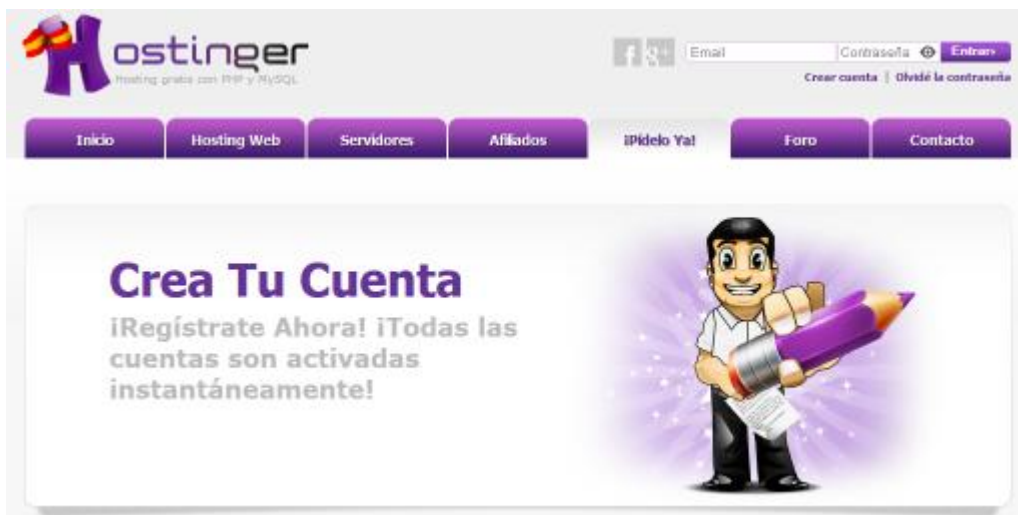 Hostinger
Hosting gratis con PHP y MySQL
f g+ Email Contraseña Entrar»
Crear cuenta | Olvidé la contraseña
Inicio Hosting Web Servidores Afiliados ¡Pídelo Ya! Foro Contacto
Crea Tu Cuenta
¡Regístrate Ahora! ¡Todas las
cuentas son activadas
instantáneamente!